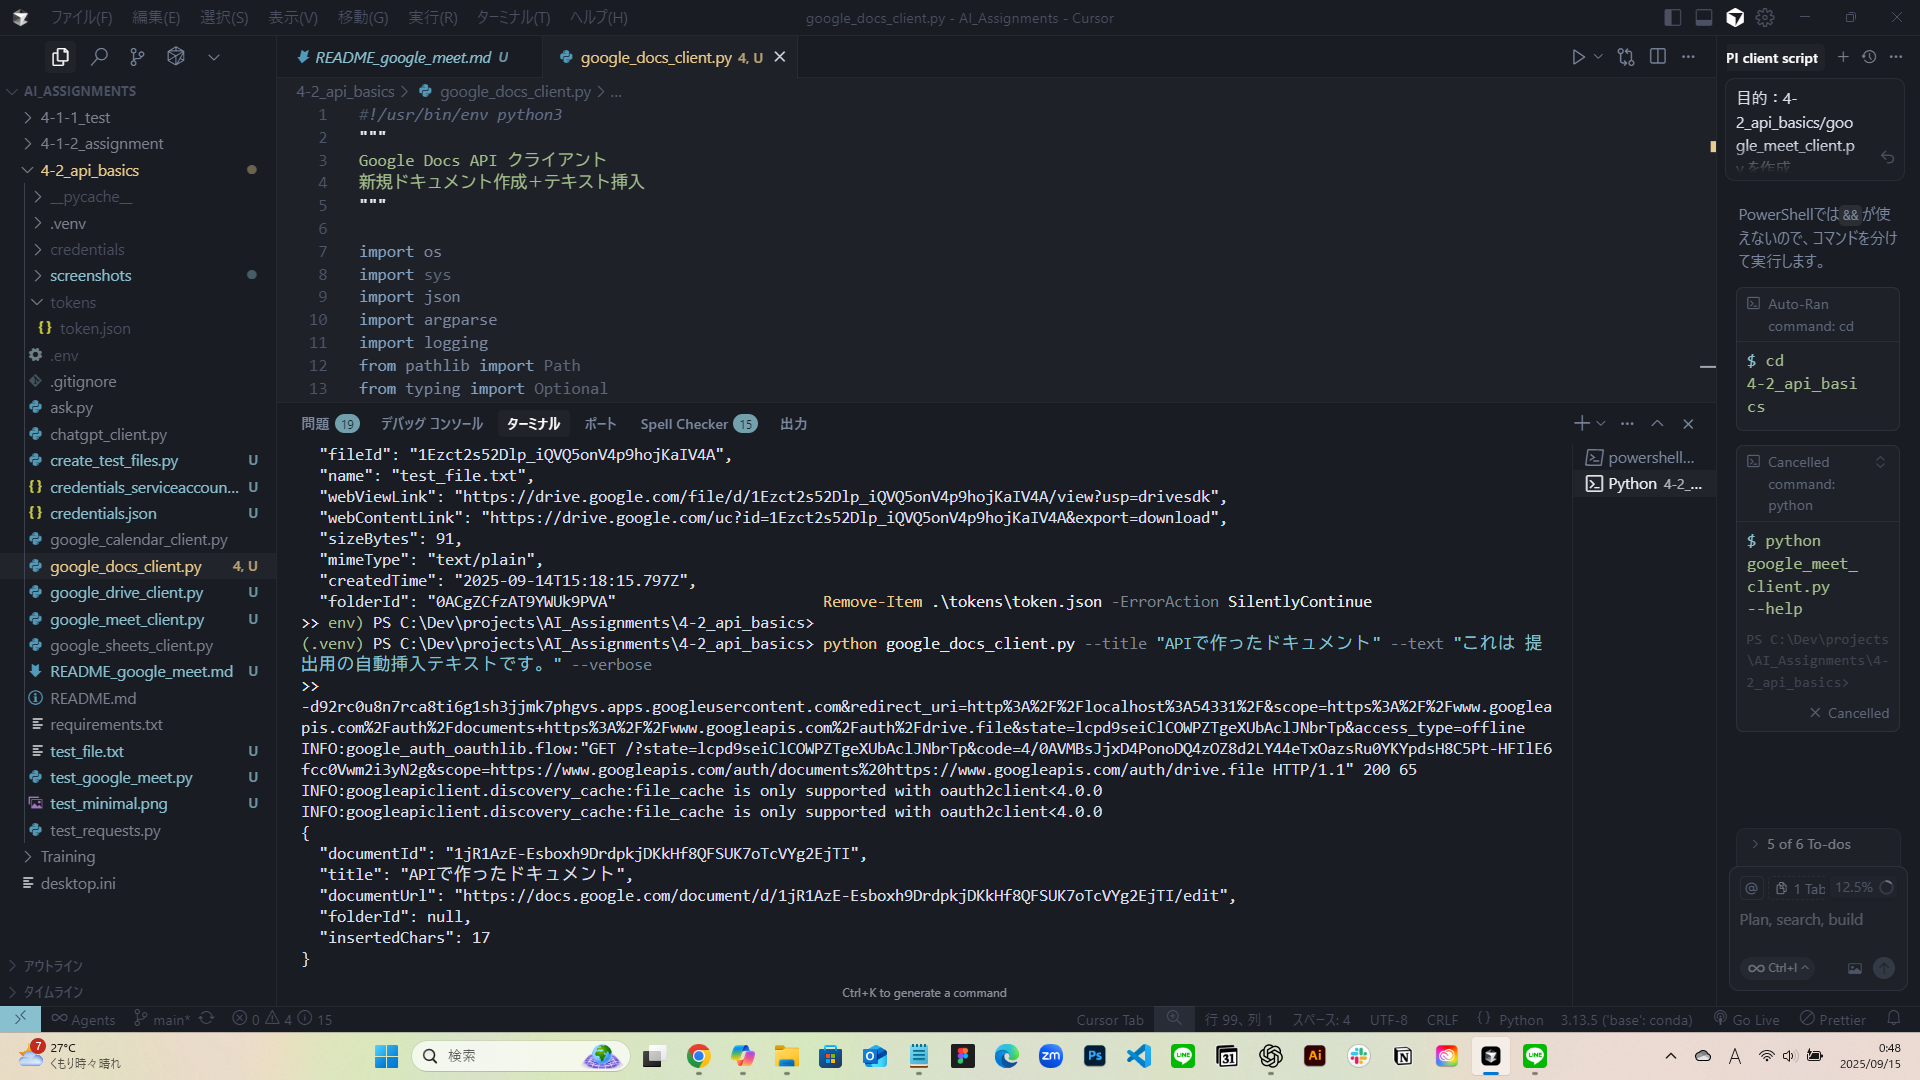 ファイル(F) 編集(E) 選択(S) 表示(V) 移動(G) 実行(R) ターミナル(T) ヘルプ(H)
google_docs_client.py - AI_Assignments - Cursor
AI_ASSIGNMENTS
4-1-1_test
4-1-2_assignment
4-2_api_basics
__pycache__
.venv
credentials
screenshots
tokens
token.json
.env
.gitignore
ask.py
chatgpt_client.py
create_test_files.py U
credentials_serviceaccoun... U
credentials.json U
google_calendar_client.py
google_docs_client.py 4, U
google_drive_client.py U
google_meet_client.py U
google_sheets_client.py
README_google_meet.md U
README.md
requirements.txt
test_file.txt U
test_google_meet.py U
test_minimal.png U
test_requests.py
Training
desktop.ini
アウトライン
タイムライン
README_google_meet.md U
google_docs_client.py 4, U
4-2_api_basics > google_docs_client.py > ...
1 #!/usr/bin/env python3
2 """
3 Google Docs API クライアント
4 新規ドキュメント作成＋テキスト挿入
5 """
6
7 import os
8 import sys
9 import json
10 import argparse
11 import logging
12 from pathlib import Path
13 from typing import Optional
問題 19 デバッグ コンソール ターミナル ポート Spell Checker 15 出力
"fileId": "1Ezct2s52Dlp_iQVQ5onV4p9hojKaIV4A",
"name": "test_file.txt",
"webViewLink": "https://drive.google.com/file/d/1Ezct2s52Dlp_iQVQ5onV4p9hojKaIV4A/view?usp=drivesdk",
"webContentLink": "https://drive.google.com/uc?id=1Ezct2s52Dlp_iQVQ5onV4p9hojKaIV4A&export=download",
"sizeBytes": 91,
"mimeType": "text/plain",
"createdTime": "2025-09-14T15:18:15.797Z",
"folderId": "0ACgZCfzAT9YWUk9PVA" Remove-Item .\tokens\token.json -ErrorAction SilentlyContinue
>> env) PS C:\Dev\projects\AI_Assignments\4-2_api_basics>
(.venv) PS C:\Dev\projects\AI_Assignments\4-2_api_basics> python google_docs_client.py --title "APIで作ったドキュメント" --text "これは 提
出用の自動挿入テキストです。" --verbose
>>
-d92rc0u8n7rca8ti6g1sh3jjmk7phgvs.apps.googleusercontent.com&redirect_uri=http%3A%2F%2Flocalhost%3A54331%2F&scope=https%3A%2F%2Fwww.googlea
pis.com%2Fauth%2Fdocuments+https%3A%2F%2Fwww.googleapis.com%2Fauth%2Fdrive.file&state=lcpd9seiClCOWPZTgeXUbAclJNbrTp&access_type=offline
INFO:google_auth_oauthlib.flow:"GET /?state=lcpd9seiClCOWPZTgeXUbAclJNbrTp&code=4/0AVMBsJjxD4PonoDQ4zOZ8d2LY44eTxOazsRu0YKYpdsH8C5Pt-HFIlE6
fcc0Vwm2i3yN2g&scope=https://www.googleapis.com/auth/documents%20https://www.googleapis.com/auth/drive.file HTTP/1.1" 200 65
INFO:googleapiclient.discovery_cache:file_cache is only supported with oauth2client<4.0.0
INFO:googleapiclient.discovery_cache:file_cache is only supported with oauth2client<4.0.0
{
"documentId": "1jR1AzE-Esboxh9DrdpkjDKkHf8QFSUK7oTcVYg2EjTI",
"title": "APIで作ったドキュメント",
"documentUrl": "https://docs.google.com/document/d/1jR1AzE-Esboxh9DrdpkjDKkHf8QFSUK7oTcVYg2EjTI/edit",
"folderId": null,
"insertedChars": 17
}
Ctrl+K to generate a command
powershell...
Python 4-2_...
PI client script
目的：4-
2_api_basics/goo
gle_meet_client.p
y を作成
PowerShellでは&&が使
えないので、コマンドを分け
て実行します。
Auto-Ran
command: cd
$ cd
4-2_api_basi
cs
Cancelled
command:
python
$ python
google_meet_
client.py
--help
PS C:\Dev\projects
\AI_Assignments\4-
2_api_basics>
Cancelled
5 of 6 To-dos
@ 1 Tab 12.5%
Plan, search, build
Ctrl+I
Agents main* 0 4 15
Cursor Tab 行 99、列 1 スペース: 4 UTF-8 CRLF {} Python 3.13.5 ('base': conda) Go Live Prettier
7
27°C
くもり時々晴れ
検索
zm Ps LINE 31 Ai LINE
A
0:48
2025/09/15